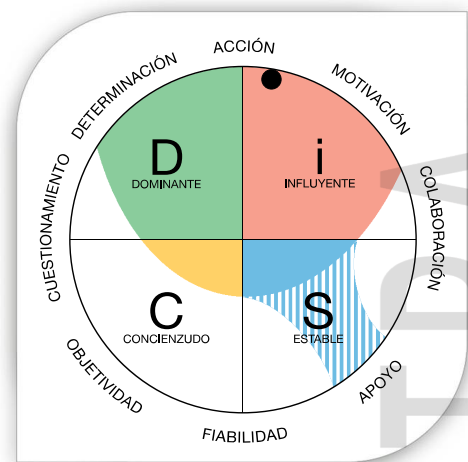 ACCIÓN
DETERMINACIÓN
MOTIVACIÓN
D
DOMINANTE
i
INFLUYENTE
CUESTIONAMIENTO
COLABORACIÓN
C
CONCIENZUDO
S
ESTABLE
OBJETIVIDAD
APOYO
FIABILIDAD